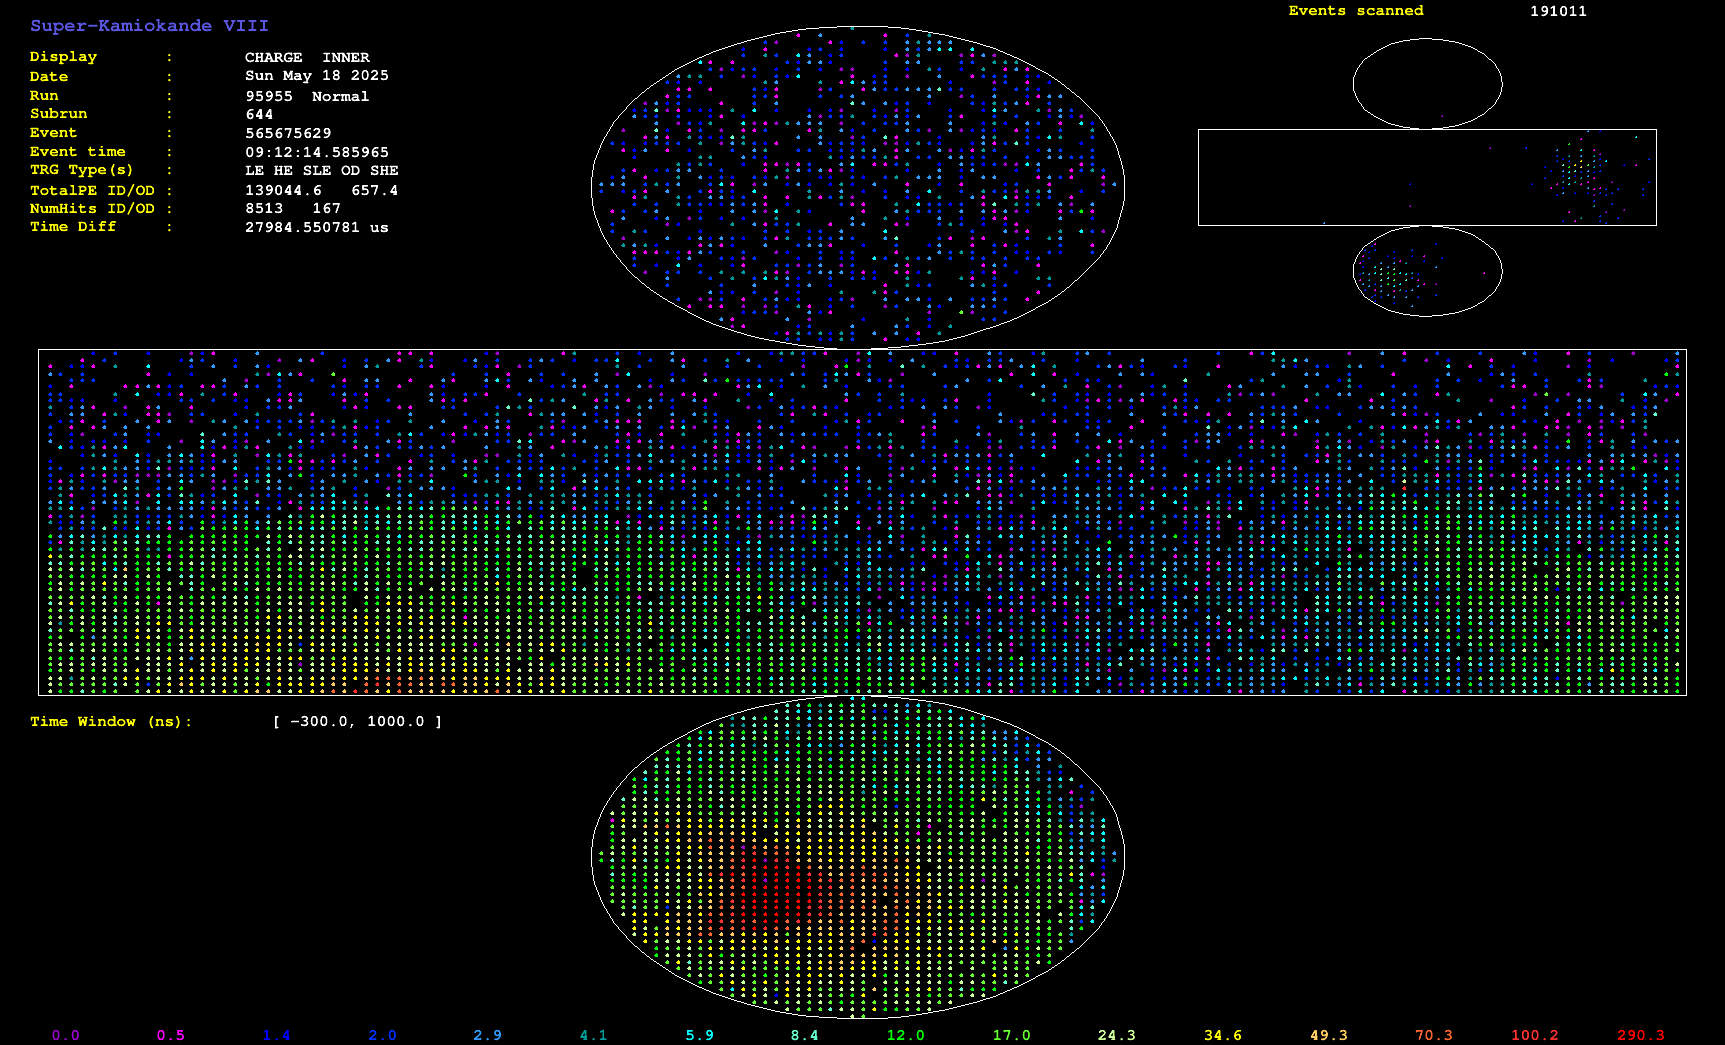 Super-Kamiokande VIII
Display : CHARGE INNER
Date : Sun May 18 2025
Run : 95955 Normal
Subrun : 644
Event : 565675629
Event time : 09:12:14.585965
TRG Type(s) : LE HE SLE OD SHE
TotalPE ID/OD : 139044.6 657.4
NumHits ID/OD : 8513 167
Time Diff : 27984.550781 us
Events scanned 191011
Time Window (ns): [ -300.0, 1000.0 ]
0.0 0.5 1.4 2.0 2.9 4.1 5.9 8.4 12.0 17.0 24.3 34.6 49.3 70.3 100.2 290.3